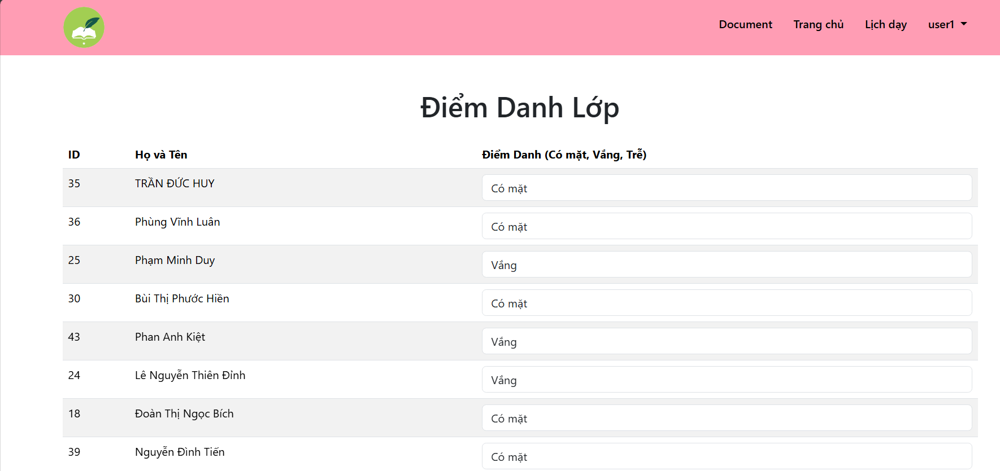 Document Trang chủ Lịch dạy user1
Điểm Danh Lớp
ID Họ và Tên Điểm Danh (Có mặt, Vắng, Trễ)
35 TRẦN ĐỨC HUY Có mặt
36 Phùng Vĩnh Luân Có mặt
25 Phạm Minh Duy Vắng
30 Bùi Thị Phước Hiền Có mặt
43 Phan Anh Kiệt Vắng
24 Lê Nguyễn Thiên Đỉnh Vắng
18 Đoàn Thị Ngọc Bích Có mặt
39 Nguyễn Đình Tiến Có mặt